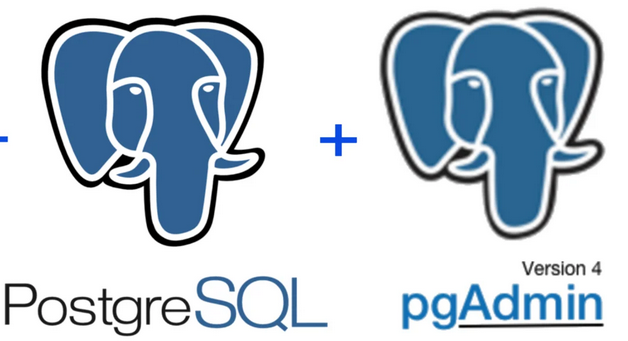 +
PostgreSQL
Version 4
pgAdmin